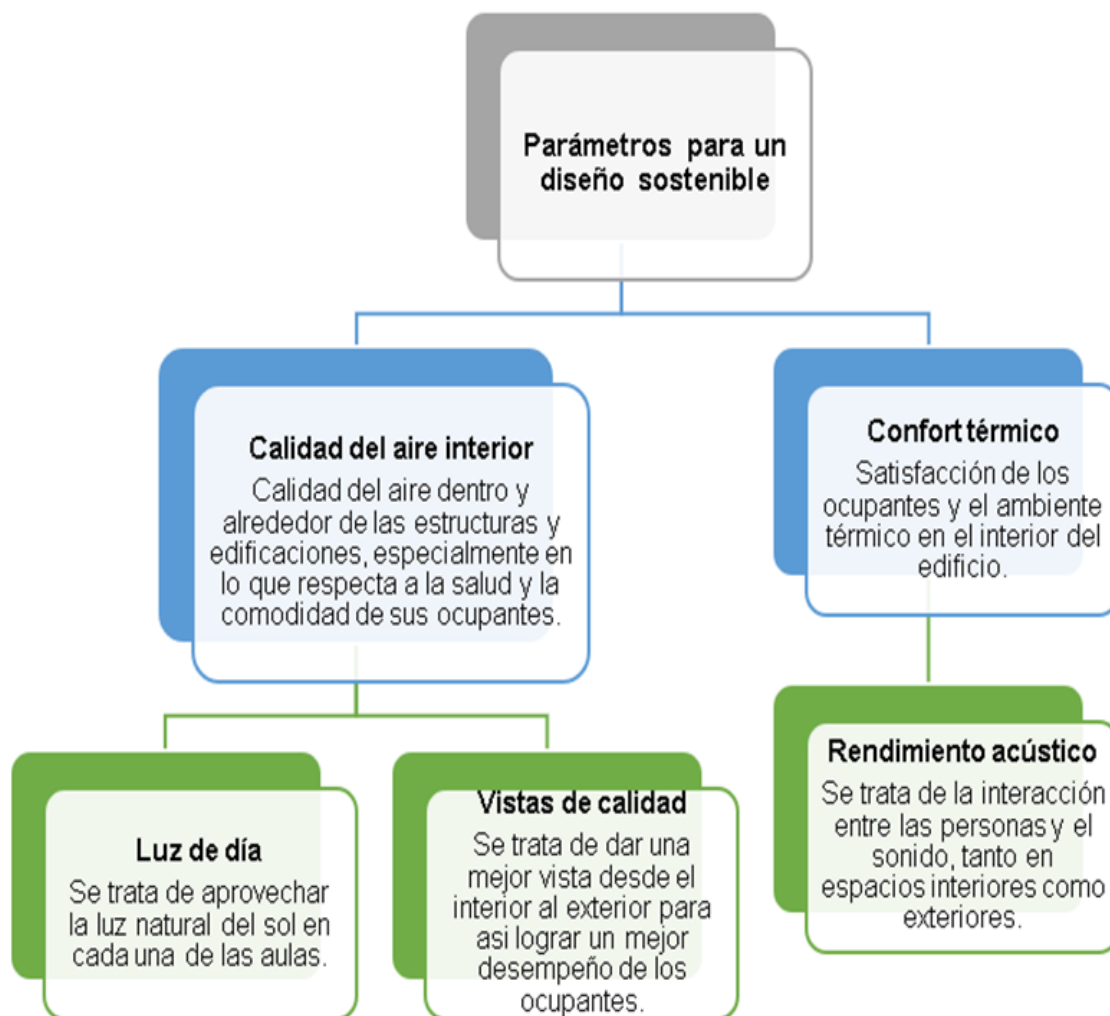 Parámetros para un
diseño sostenible
Calidad del aire interior
Calidad del aire dentro y
alrededor de las estructuras y
edificaciones, especialmente en
lo que respecta a la salud y la
comodidad de sus ocupantes.
Confort térmico
Satisfacción de los
ocupantes y el ambiente
térmico en el interior del
edificio.
Luz de día
Se trata de aprovechar
la luz natural del sol en
cada una de las aulas.
Vistas de calidad
Se trata de dar una
mejor vista desde el
interior al exterior para
asi lograr un mejor
desempeño de los
ocupantes.
Rendimiento acústico
Se trata de la interacción
entre las personas y el
sonido, tanto en
espacios interiores como
exteriores.